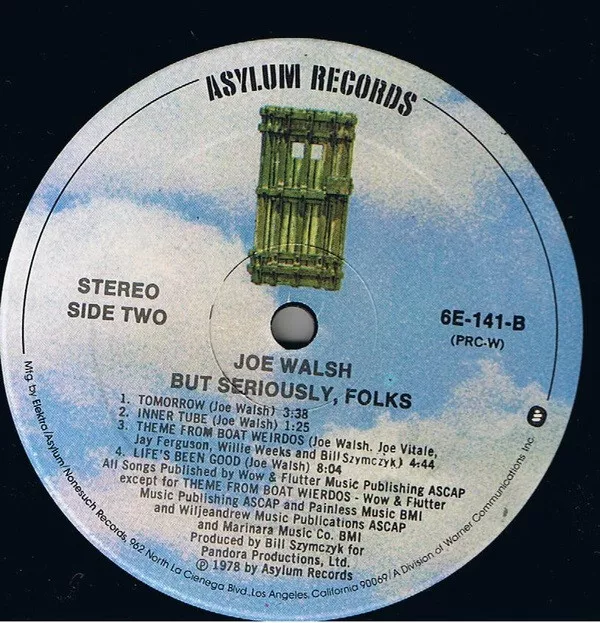 ASYLUM RECORDS
STEREO
SIDE TWO
6E-141-B
(PRC-W)
JOE WALSH
BUT SERIOUSLY, FOLKS
1. TOMORROW (Joe Walsh) 3:38
2. INNER TUBE (Joe Walsh) 1:25
3. THEME FROM BOAT WEIRDOS (Joe Walsh, Joe Vitale,
Jay Ferguson, Willie Weeks and Bill Szymczyk) 4:44
4. LIFE'S BEEN GOOD (Joe Walsh) 8:04
All Songs Published by Wow & Flutter Music Publishing ASCAP
except for THEME FROM BOAT WIERDOS - Wow & Flutter
Music Publishing ASCAP and Painless Music BMI
and Wiljeandrew Music Publications ASCAP
and Marinara Music Co. BMI
Produced by Bill Szymczyk for
Pandora Productions, Ltd.
℗ 1978 by Asylum Records
Mfg. by Elektra/Asylum/Nonesuch Records, 962 North La Cienega Blvd., Los Angeles, California 90069/A Division of Warner Communications Inc.